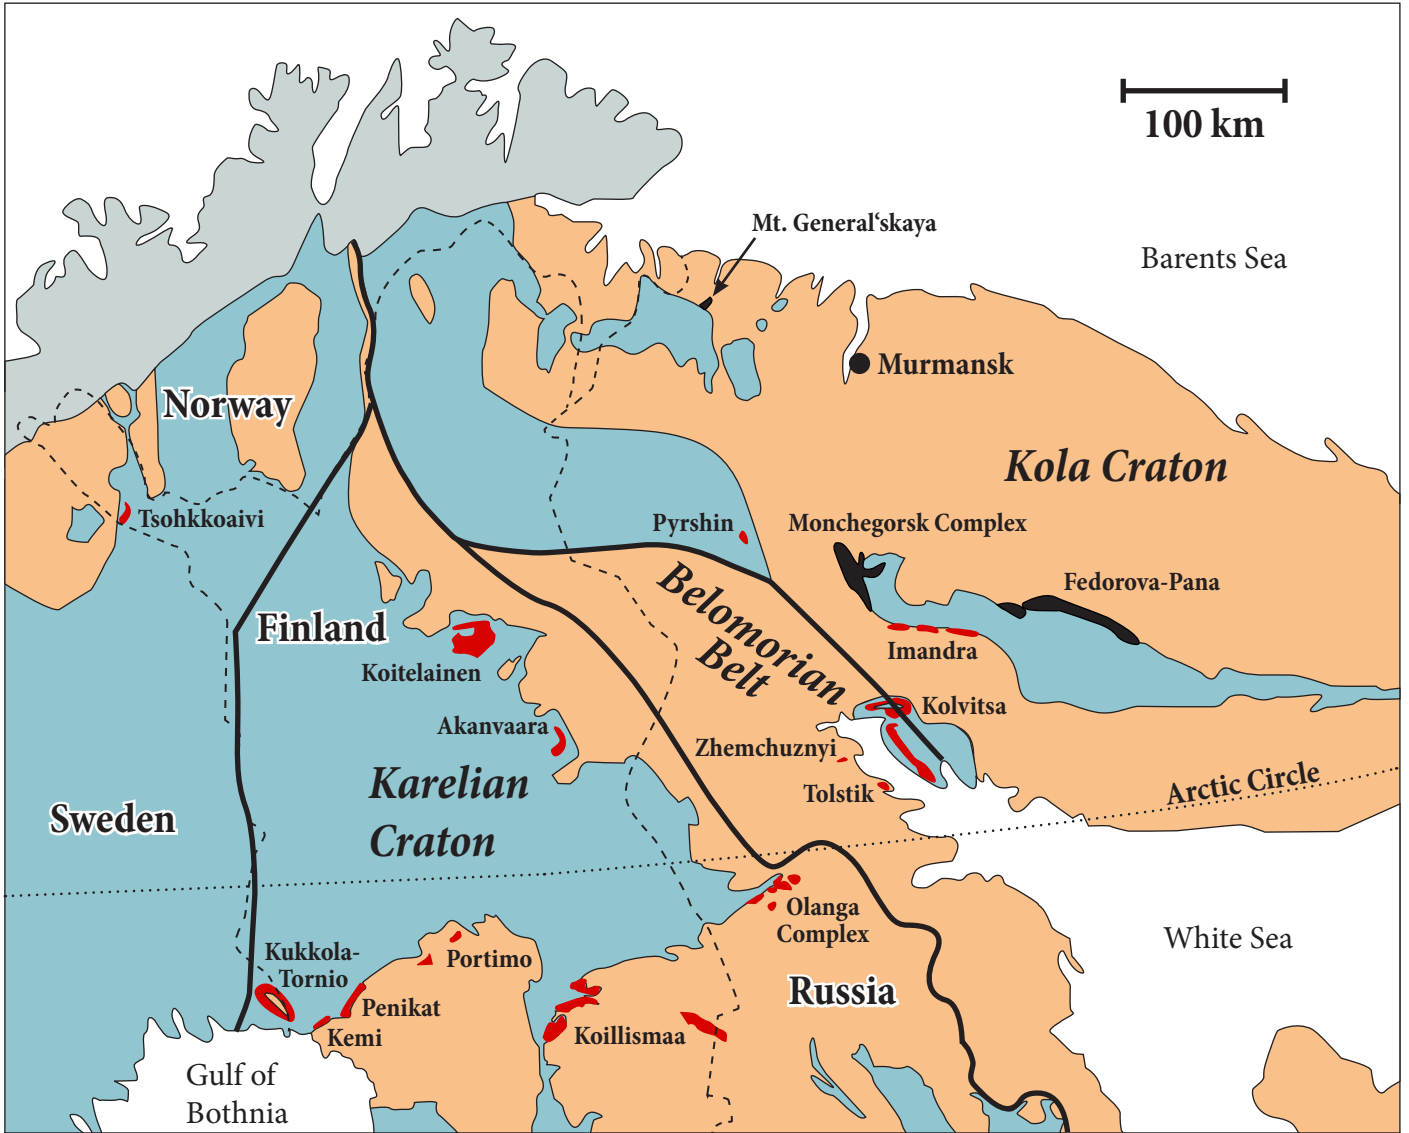 100 km
Mt. General‘skaya
Barents Sea
Murmansk
Norway
Kola Craton
Tsohkkoaivi
Pyrshin
Monchegorsk Complex
Fedorova-Pana
Belomorian
Belt
Finland
Imandra
Koitelainen
Kolvitsa
Akanvaara
Zhemchuznyi
Karelian
Craton
Tolstik
Arctic Circle
Sweden
Olanga
Complex
White Sea
Kukkola-
Tornio
Portimo
Russia
Penikat
Kemi
Koillismaa
Gulf of
Bothnia